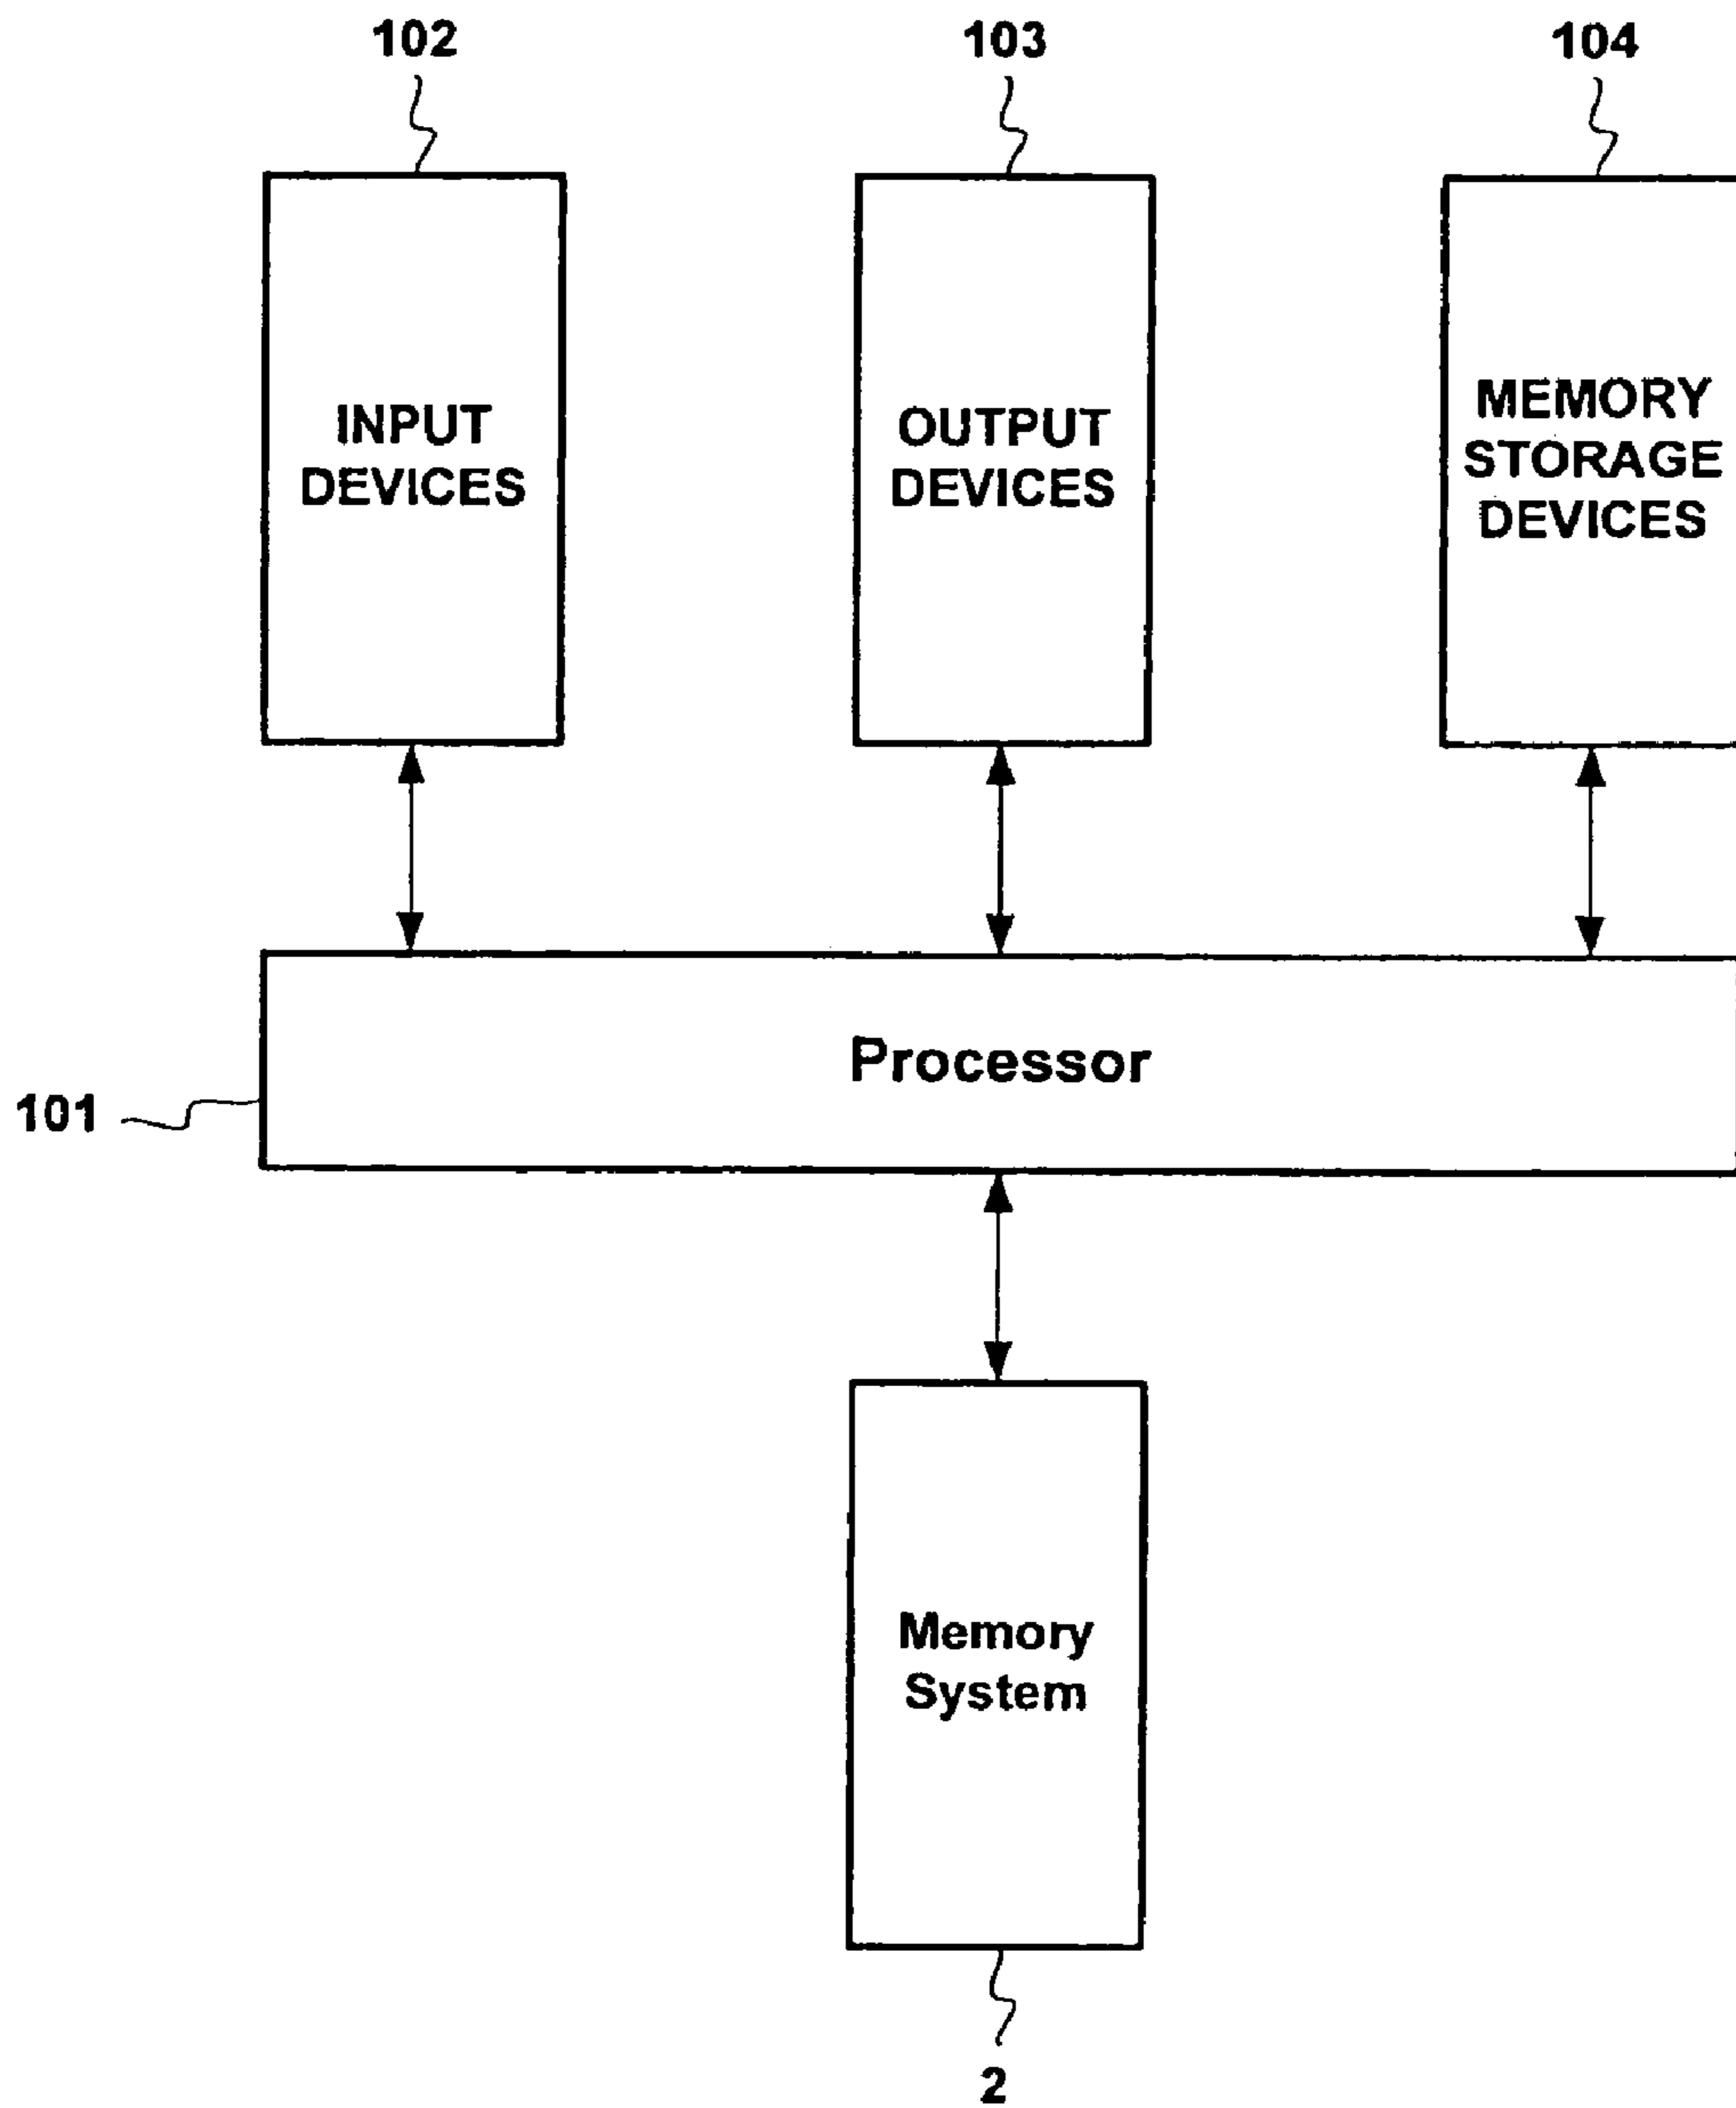 102
103
104
INPUT
DEVICES
OUTPUT
DEVICES
MEMORY
STORAGE
DEVICES
Processor
101
Memory
System
2